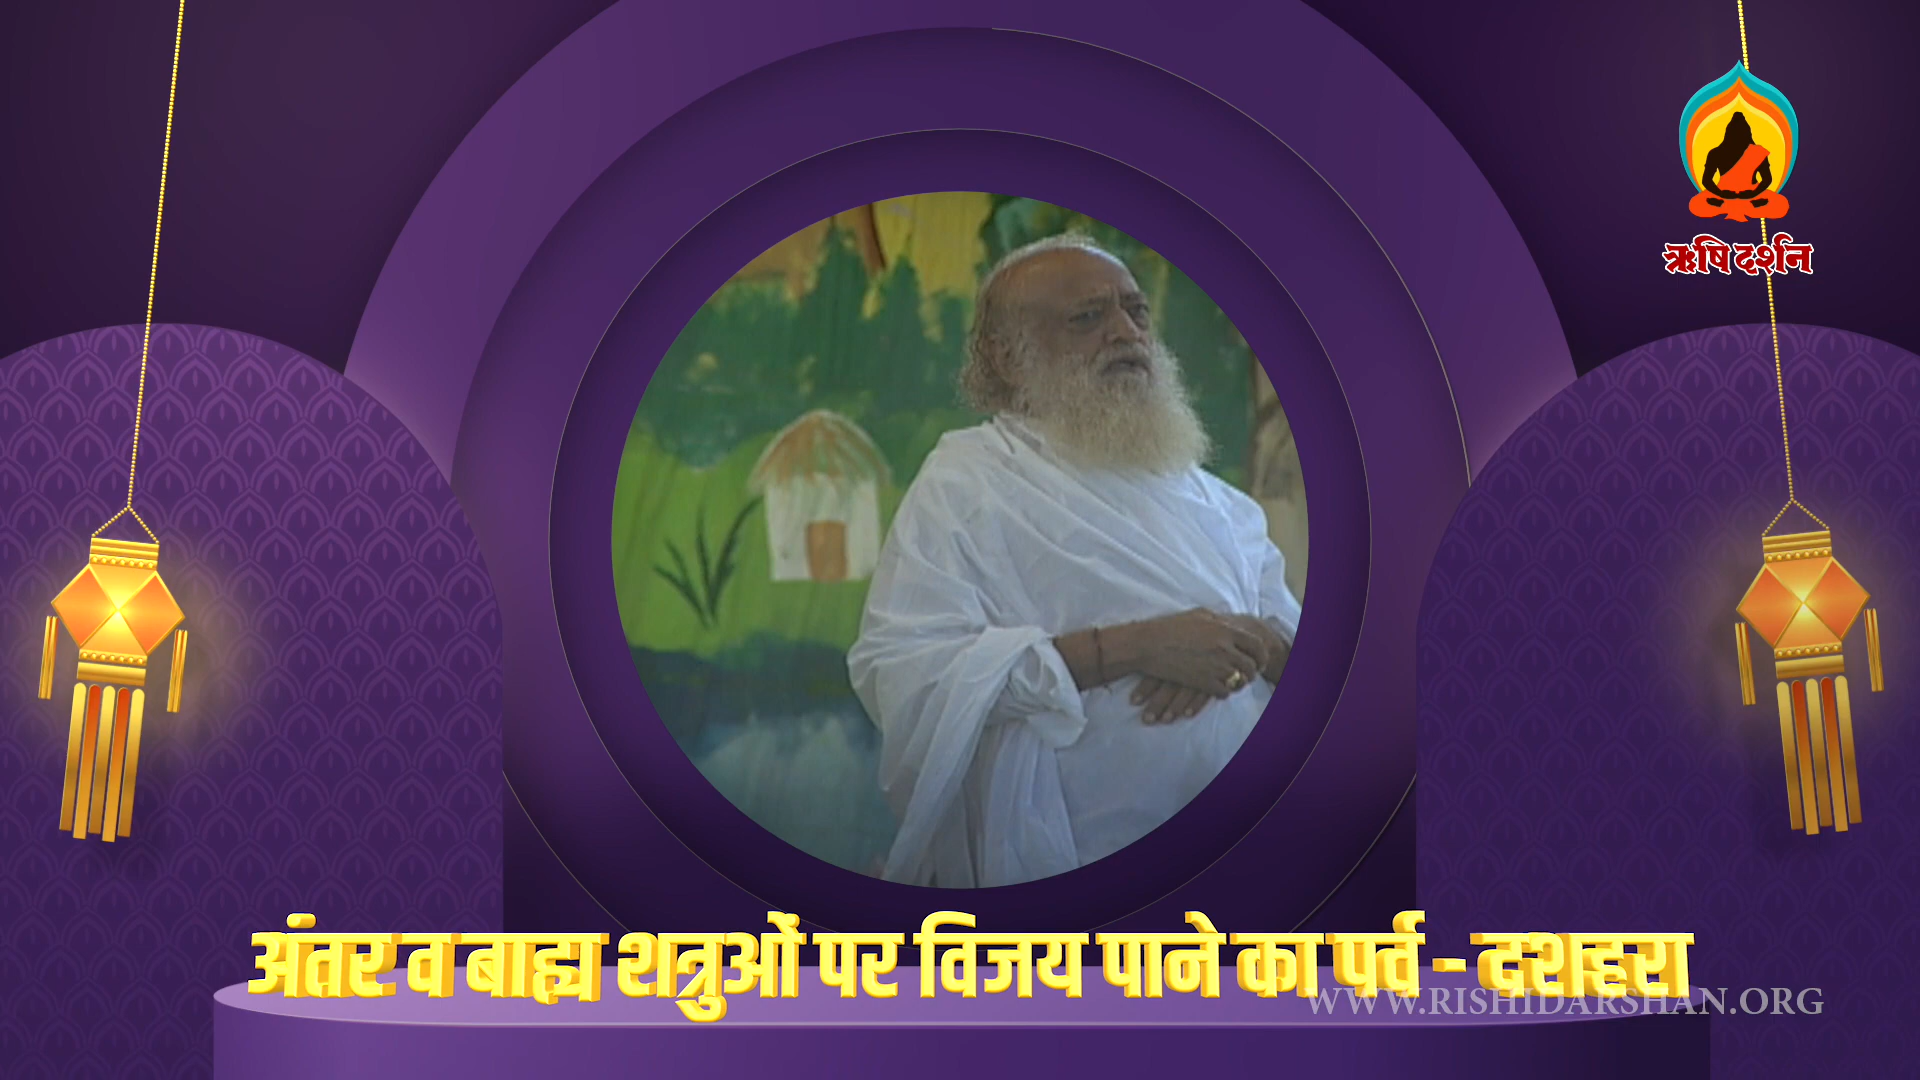 ऋषि दर्शन
अंतर व बाह्य शत्रुओं पर विजय पाने का पर्व - दशहरा
WWW.RISHIDARSHAN.ORG